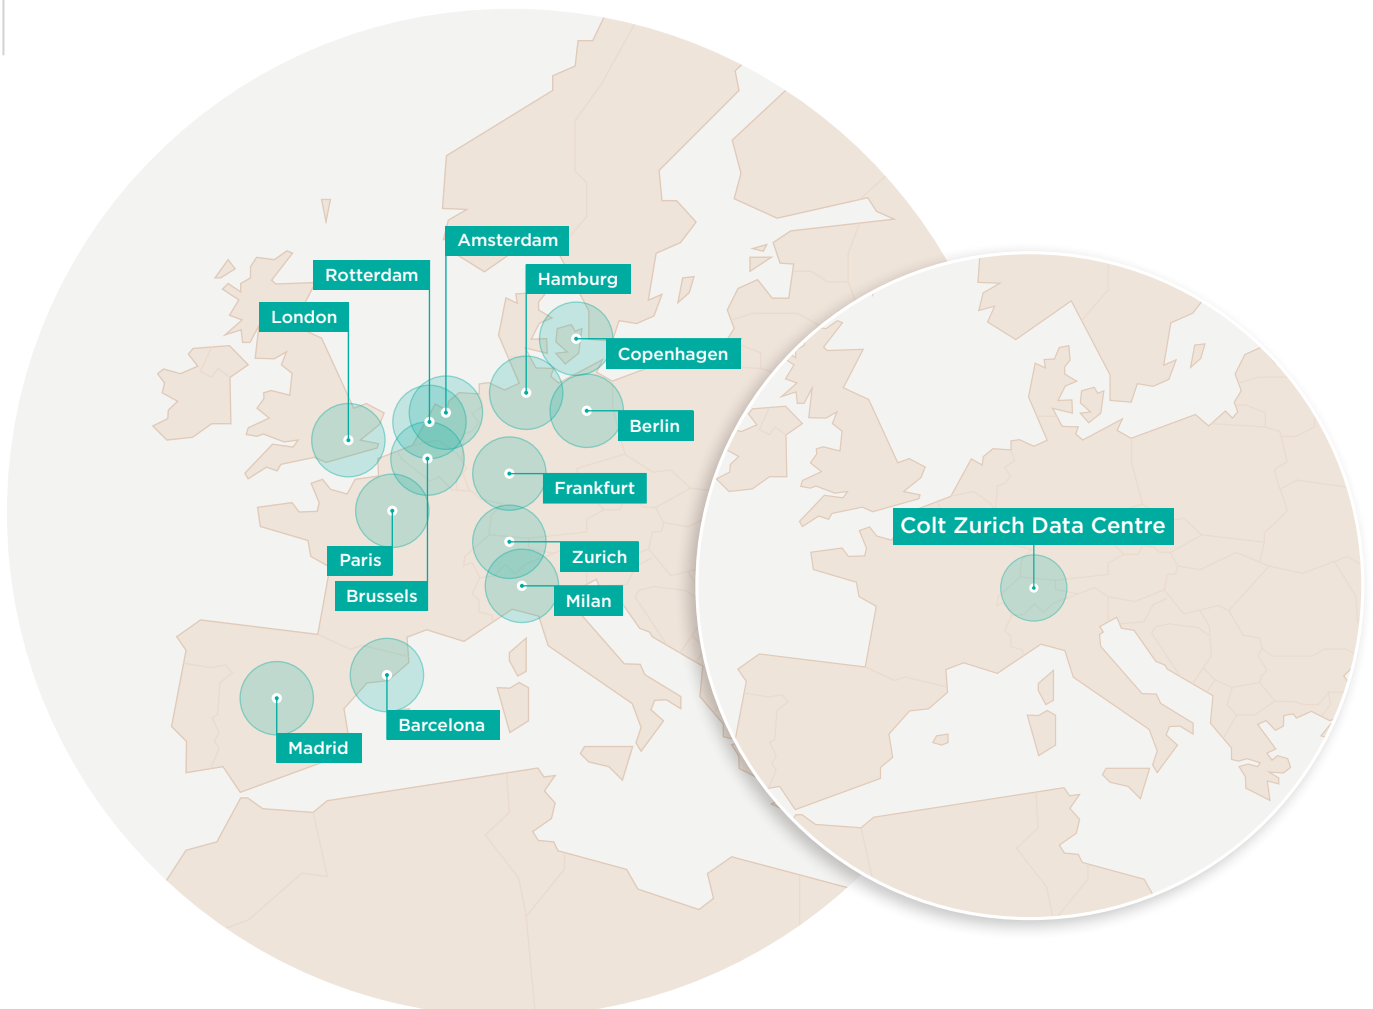 Amsterdam
Rotterdam
Hamburg
London
Copenhagen
Berlin
Frankfurt
Colt Zurich Data Centre
Paris
Zurich
Brussels
Milan
Barcelona
Madrid